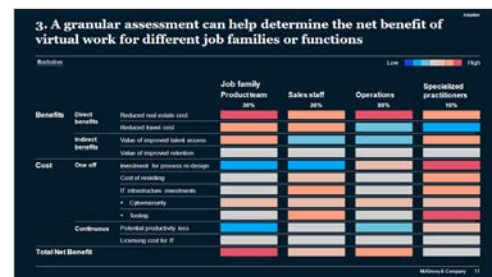 Adaption
3. A granular assessment can help determine the net benefit of
virtual work for different job families or functions
Illustration
Low High
Job family
Product team Sales staff Operations Specialized
practitioners
30% 30% 50% 10%
Benefits Direct
benefits Reduced real estate cost
Reduced travel cost
Indirect
benefits Value of improved talent access
Value of improved retention
Cost One off Investment for process re-design
Cost of reskilling
IT infrastructure investments
• Cybersecurity
• Tooling
Continuous Potential productivity loss
Licensing cost for IT
Total Net Benefit
McKinsey & Company 11